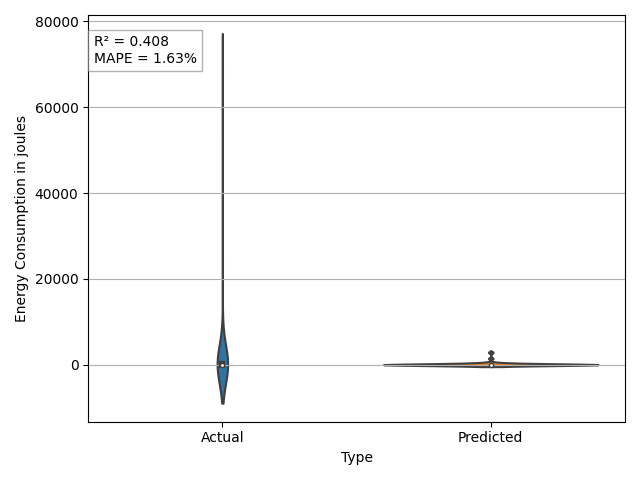 80000
R² = 0.408
MAPE = 1.63%
60000
40000
20000
0
Energy Consumption in joules
Actual
Predicted
Type